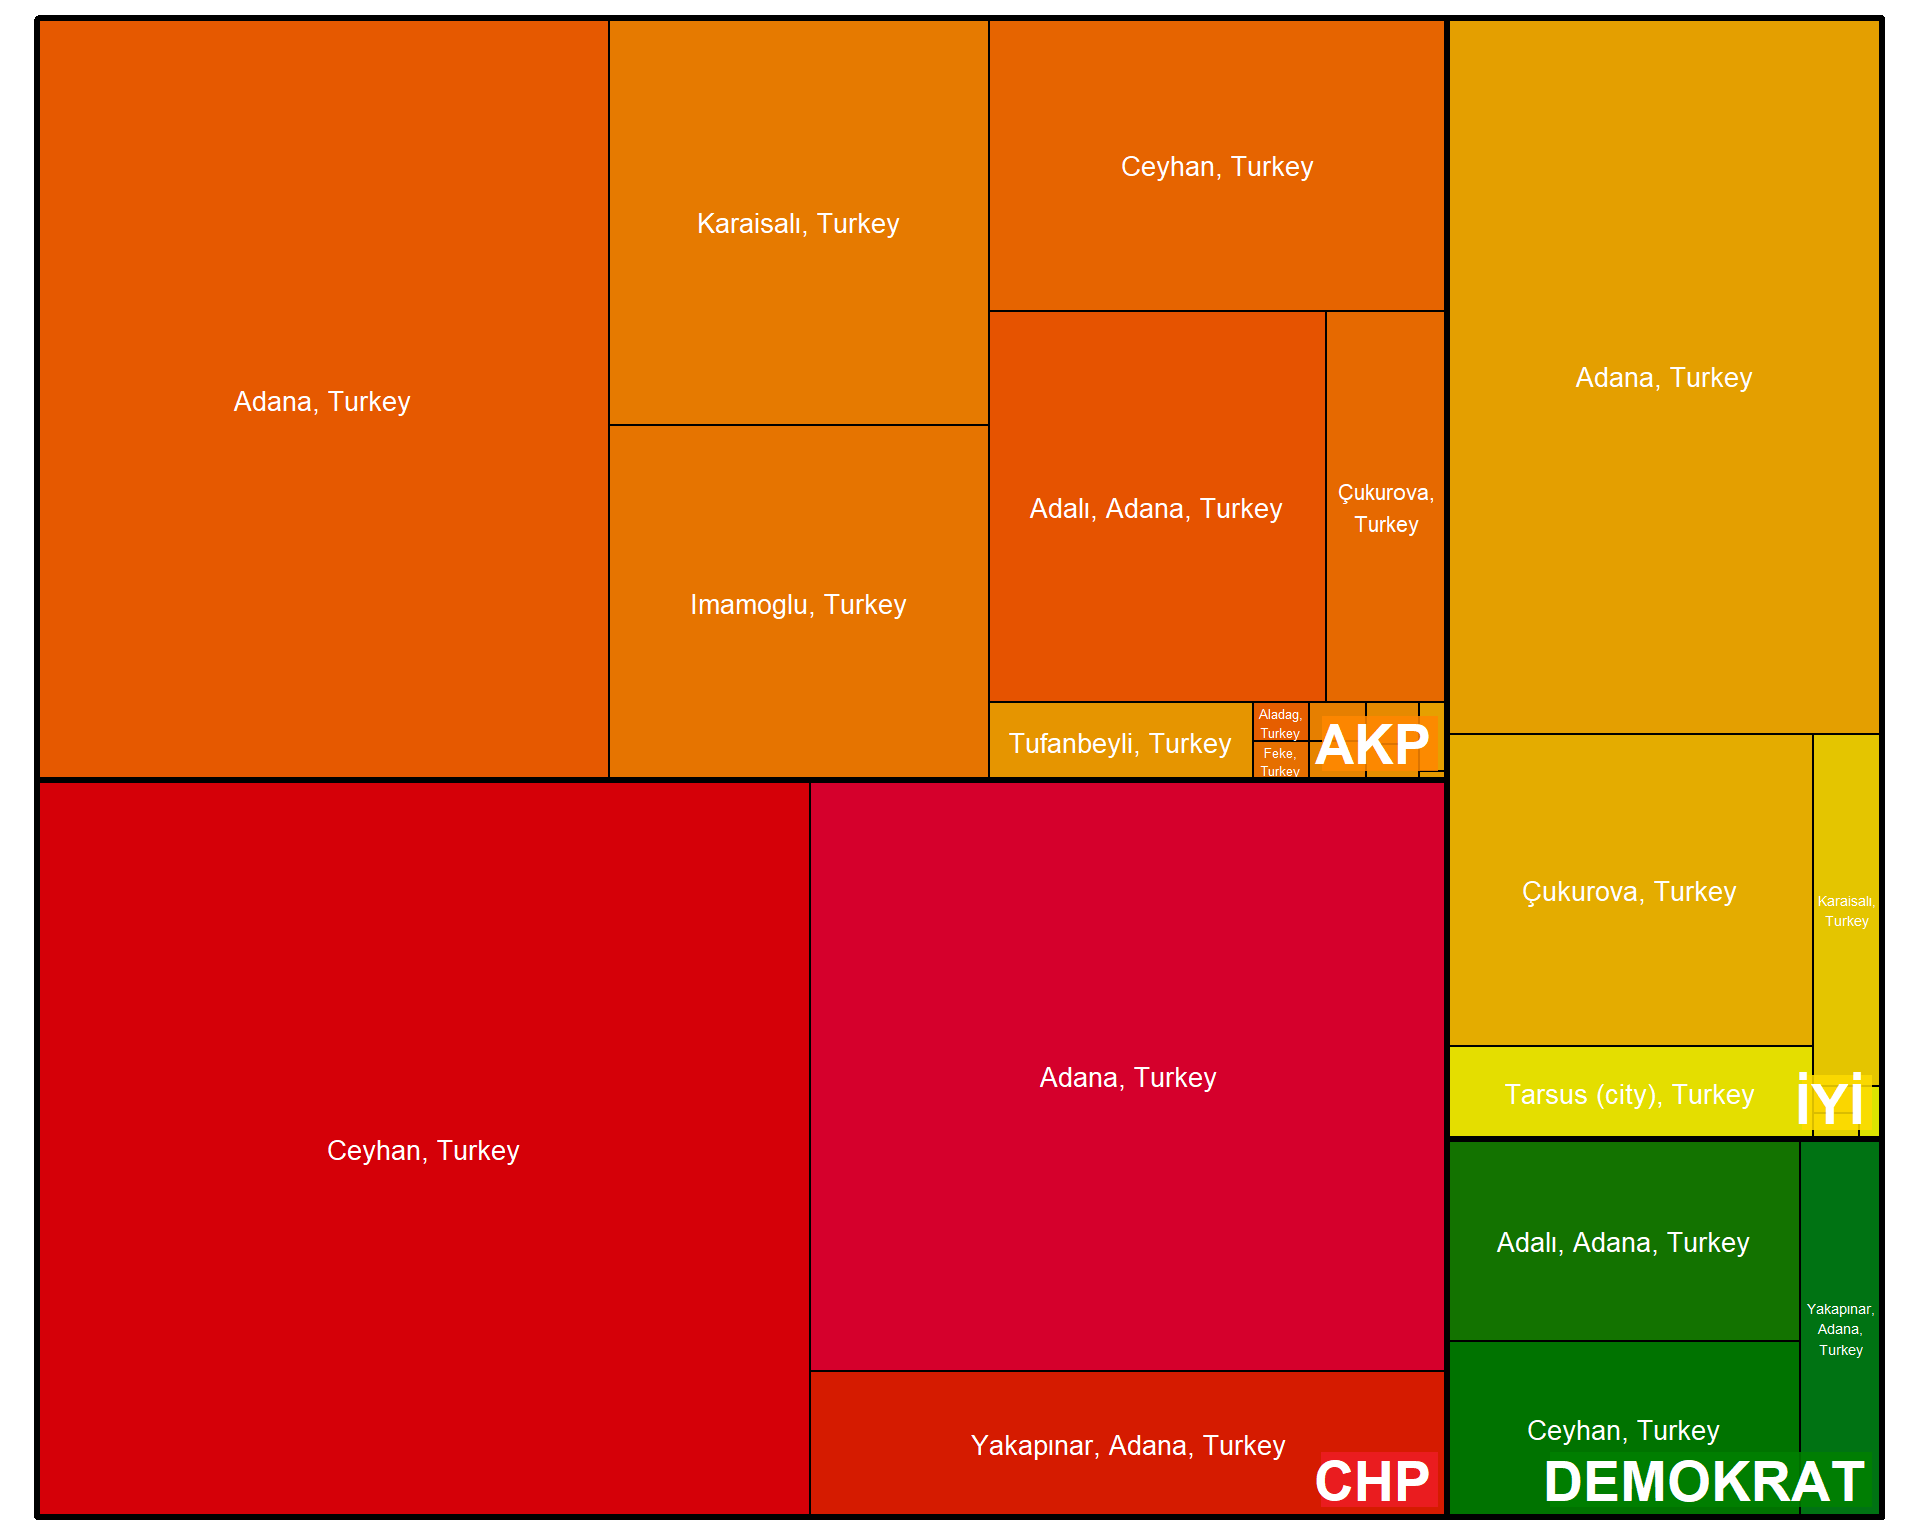 Adana, Turkey
Karaisalı, Turkey
Imamoglu, Turkey
Ceyhan, Turkey
Adalı, Adana, Turkey
Çukurova,
Turkey
Tufanbeyli, Turkey
Aladag,
Turkey
Feke,
Turkey
AKP
Ceyhan, Turkey
Adana, Turkey
Yakapınar, Adana, Turkey
CHP
Adana, Turkey
Çukurova, Turkey
Karaisalı,
Turkey
Tarsus (city), Turkey
İYİ
Adalı, Adana, Turkey
Yakapınar,
Adana,
Turkey
Ceyhan, Turkey
DEMOKRAT